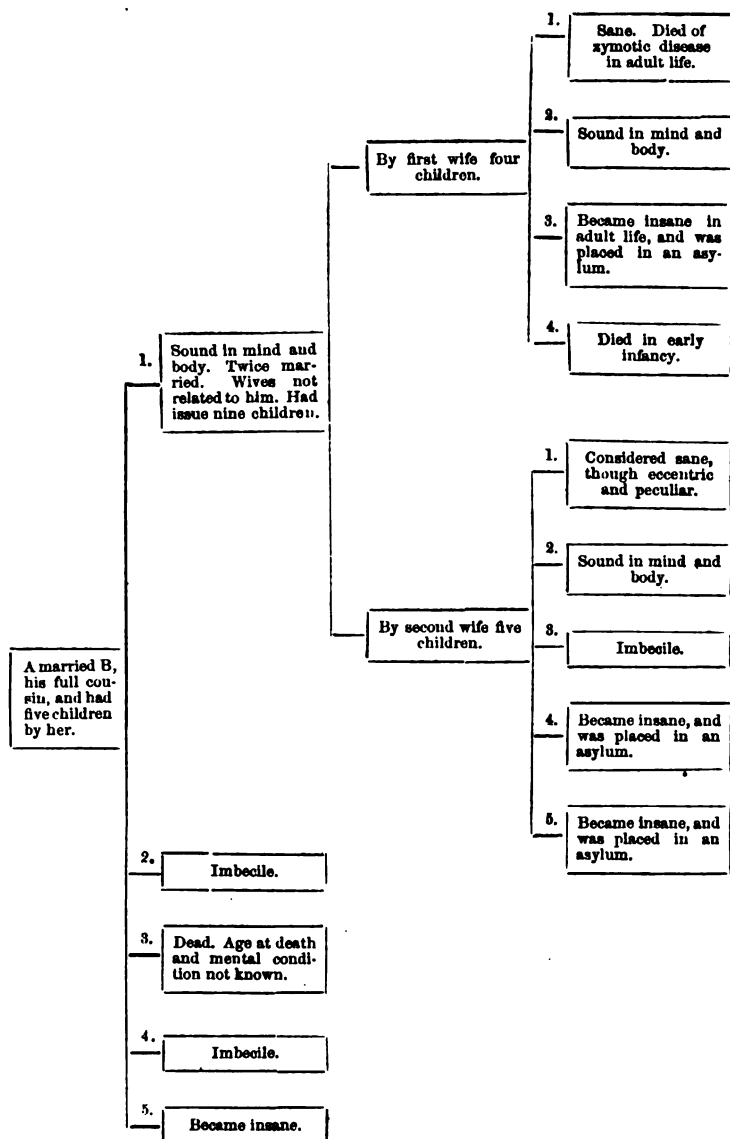 A married B,
his full cou-
sin, and had
five children
by her.
1.
Sound in mind and
body. Twice mar-
ried. Wives not
related to him. Had
issue nine children.
By first wife four
children.
1.
Sane. Died of
zymotic disease
in adult life.
2.
Sound in mind and
body.
3.
Became insane in
adult life, and was
placed in an asy-
lum.
4.
Died in early
infancy.
By second wife five
children.
1.
Considered sane,
though eccentric
and peculiar.
2.
Sound in mind and
body.
3.
Imbecile.
4.
Became insane, and
was placed in an
asylum.
5.
Became insane, and
was placed in an
asylum.
2.
Imbecile.
3.
Dead. Age at death
and mental condi-
tion not known.
4.
Imbecile.
5.
Became insane.